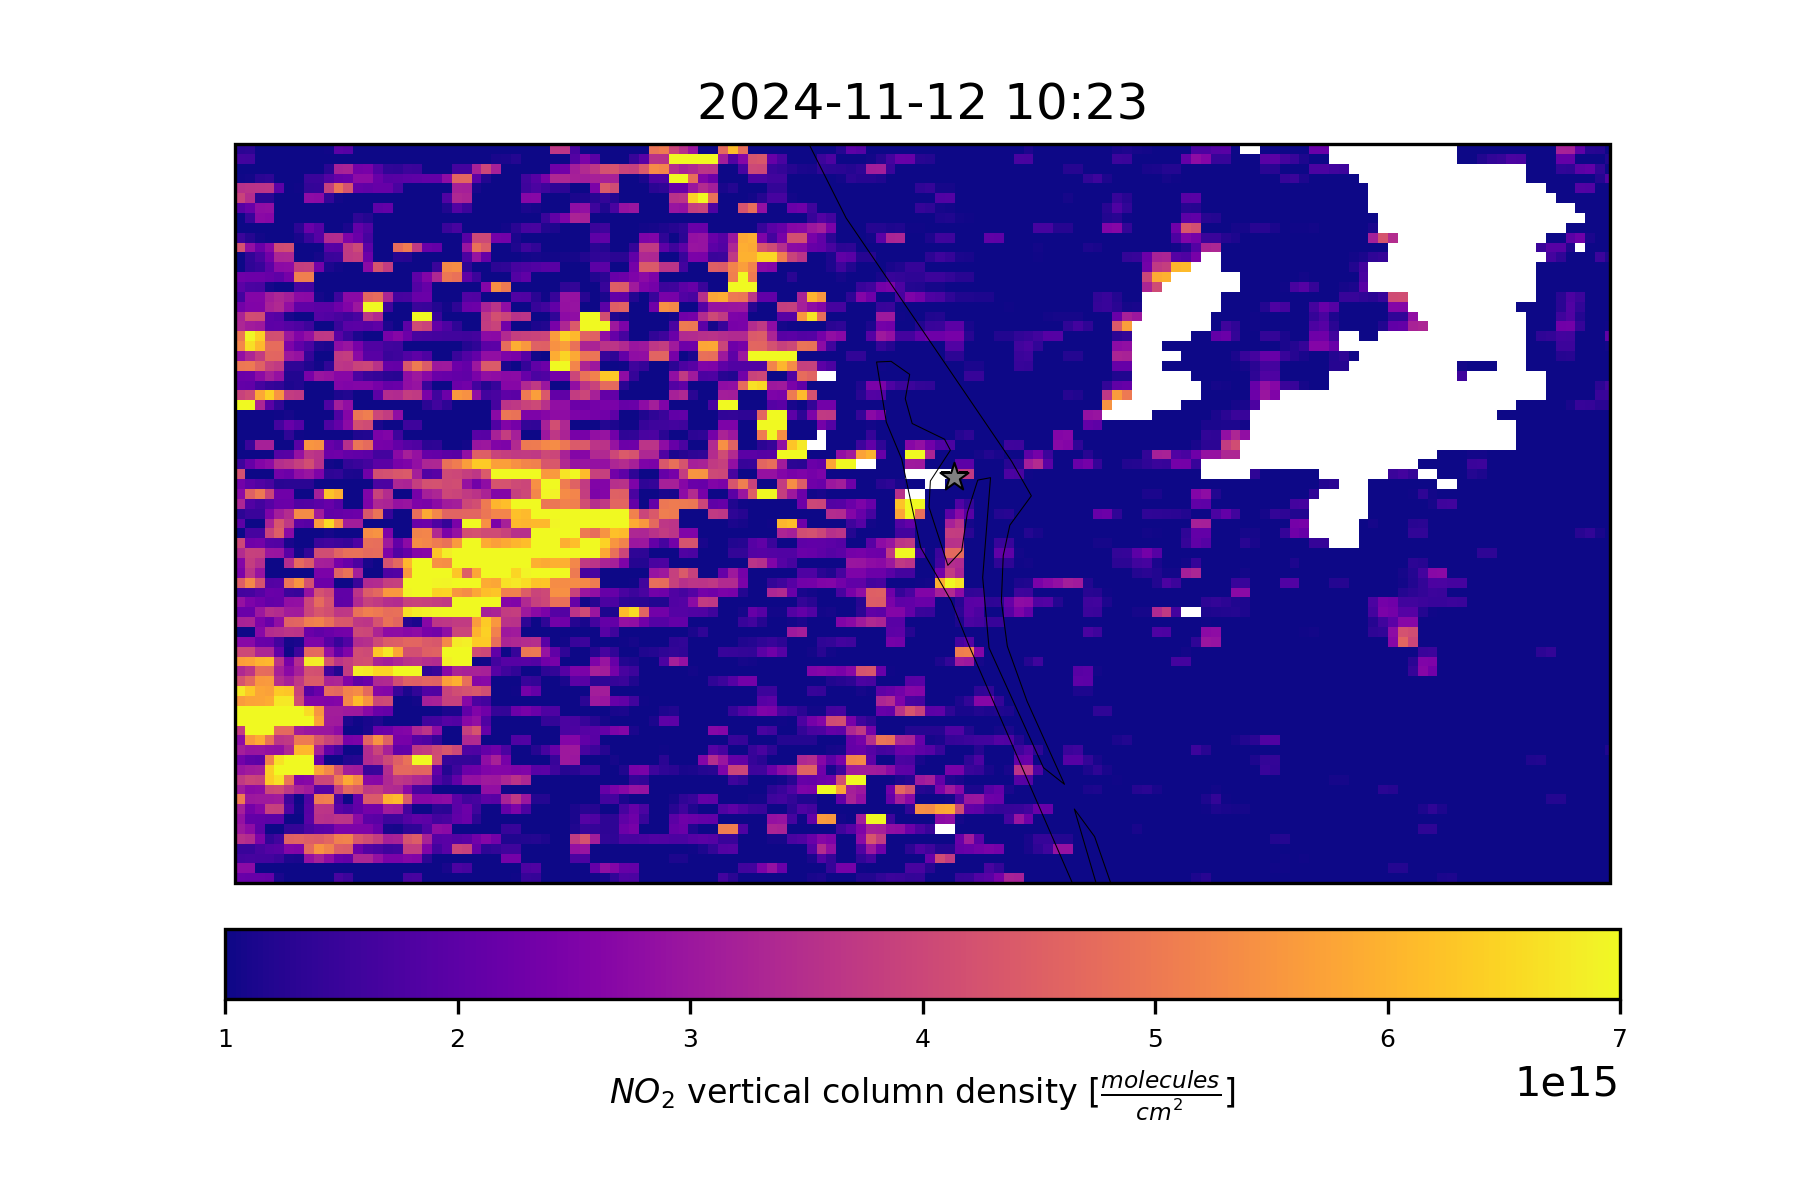 2024-11-12 10:23
1 2 3 4 5 6 7
1e15
NO₂ vertical column density [molecules/cm²]